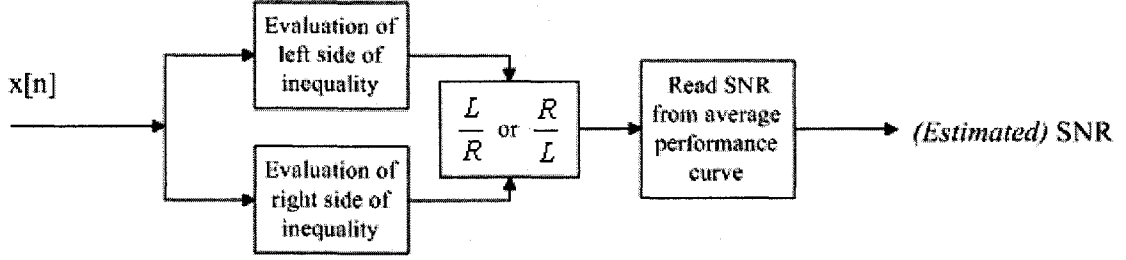 x[n]
Evaluation of
left side of
inequality
Evaluation of
right side of
inequality
L/R or R/L
Read SNR
from average
performance
curve
(Estimated) SNR